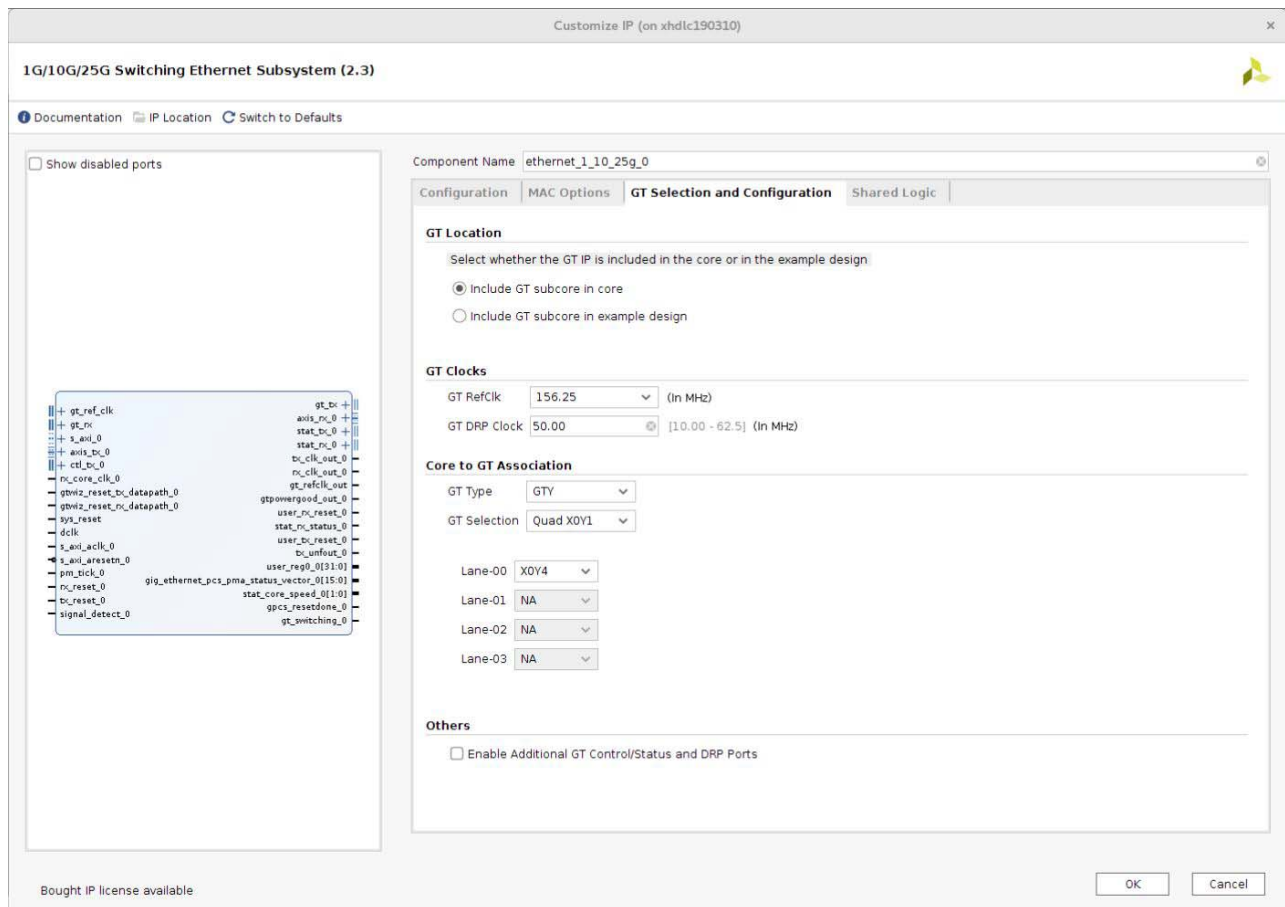 Customize IP (on xhdlc190310)
1G/10G/25G Switching Ethernet Subsystem (2.3)
Documentation IP Location Switch to Defaults
Show disabled ports
gt_ref_clk
gt_rx
s_axi_0
axis_tx_0
ctl_tx_0
rx_core_clk_0
gtwiz_reset_tx_datapath_0
gtwiz_reset_rx_datapath_0
sys_reset
dclk
s_axi_aclk_0
s_axi_aresetn_0
pm_tick_0
rx_reset_0
tx_reset_0
signal_detect_0
gt_tx
axis_rx_0
stat_tx_0
stat_rx_0
tx_clk_out_0
rx_clk_out_0
gt_refclk_out
gtpowergood_out_0
user_rx_reset_0
stat_rx_status_0
user_tx_reset_0
tx_unfout_0
user_reg0_0[31:0]
gig_ethernet_pcs_pma_status_vector_0[15:0]
stat_core_speed_0[1:0]
gpcs_resetdone_0
gt_switching_0
Component Name ethernet_1_10_25g_0
Configuration MAC Options GT Selection and Configuration Shared Logic
GT Location
Select whether the GT IP is included in the core or in the example design
Include GT subcore in core
Include GT subcore in example design
GT Clocks
GT RefClk 156.25 (In MHz)
GT DRP Clock 50.00 [10.00 - 62.5] (In MHz)
Core to GT Association
GT Type GTY
GT Selection Quad X0Y1
Lane-00 X0Y4
Lane-01 NA
Lane-02 NA
Lane-03 NA
Others
Enable Additional GT Control/Status and DRP Ports
Bought IP license available
OK Cancel